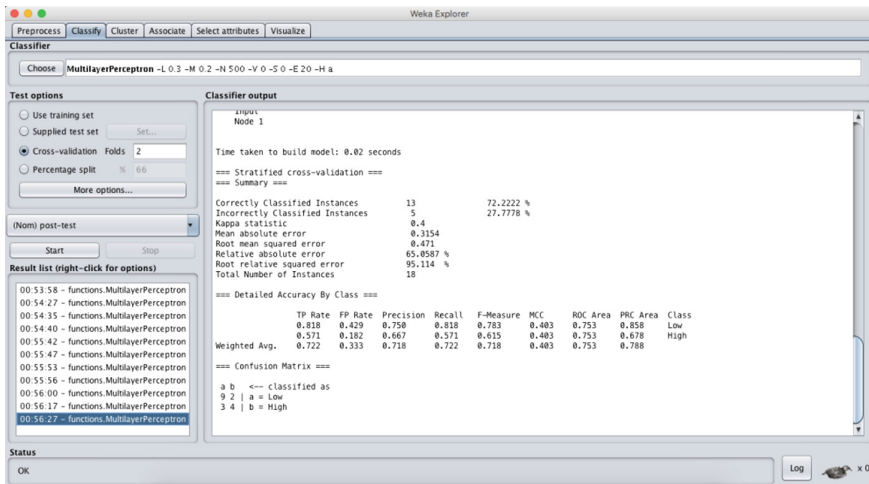 Weka Explorer
Preprocess Classify Cluster Associate Select attributes Visualize
Classifier
Choose MultilayerPerceptron -L 0.3 -M 0.2 -N 500 -V 0 -S 0 -E 20 -H a
Test options
Use training set
Supplied test set Set...
Cross-validation Folds 2
Percentage split % 66
More options...
(Nom) post-test
Start Stop
Result list (right-click for options)
00:53:58 - functions.MultilayerPerceptron
00:54:27 - functions.MultilayerPerceptron
00:54:35 - functions.MultilayerPerceptron
00:54:40 - functions.MultilayerPerceptron
00:55:42 - functions.MultilayerPerceptron
00:55:47 - functions.MultilayerPerceptron
00:55:53 - functions.MultilayerPerceptron
00:55:56 - functions.MultilayerPerceptron
00:56:00 - functions.MultilayerPerceptron
00:56:17 - functions.MultilayerPerceptron
00:56:27 - functions.MultilayerPerceptron
Classifier output
Input
Node 1
Time taken to build model: 0.02 seconds
=== Stratified cross-validation ===
=== Summary ===
Correctly Classified Instances 13 72.2222 %
Incorrectly Classified Instances 5 27.7778 %
Kappa statistic 0.4
Mean absolute error 0.3154
Root mean squared error 0.471
Relative absolute error 65.0587 %
Root relative squared error 95.114 %
Total Number of Instances 18
=== Detailed Accuracy By Class ===
TP Rate FP Rate Precision Recall F-Measure MCC ROC Area PRC Area Class
0.818 0.429 0.750 0.818 0.783 0.403 0.753 0.858 Low
0.571 0.182 0.667 0.571 0.615 0.403 0.753 0.678 High
Weighted Avg. 0.722 0.333 0.718 0.722 0.718 0.403 0.753 0.788
=== Confusion Matrix ===
a b <-- classified as
9 2 | a = Low
3 4 | b = High
Status
OK
Log x 0